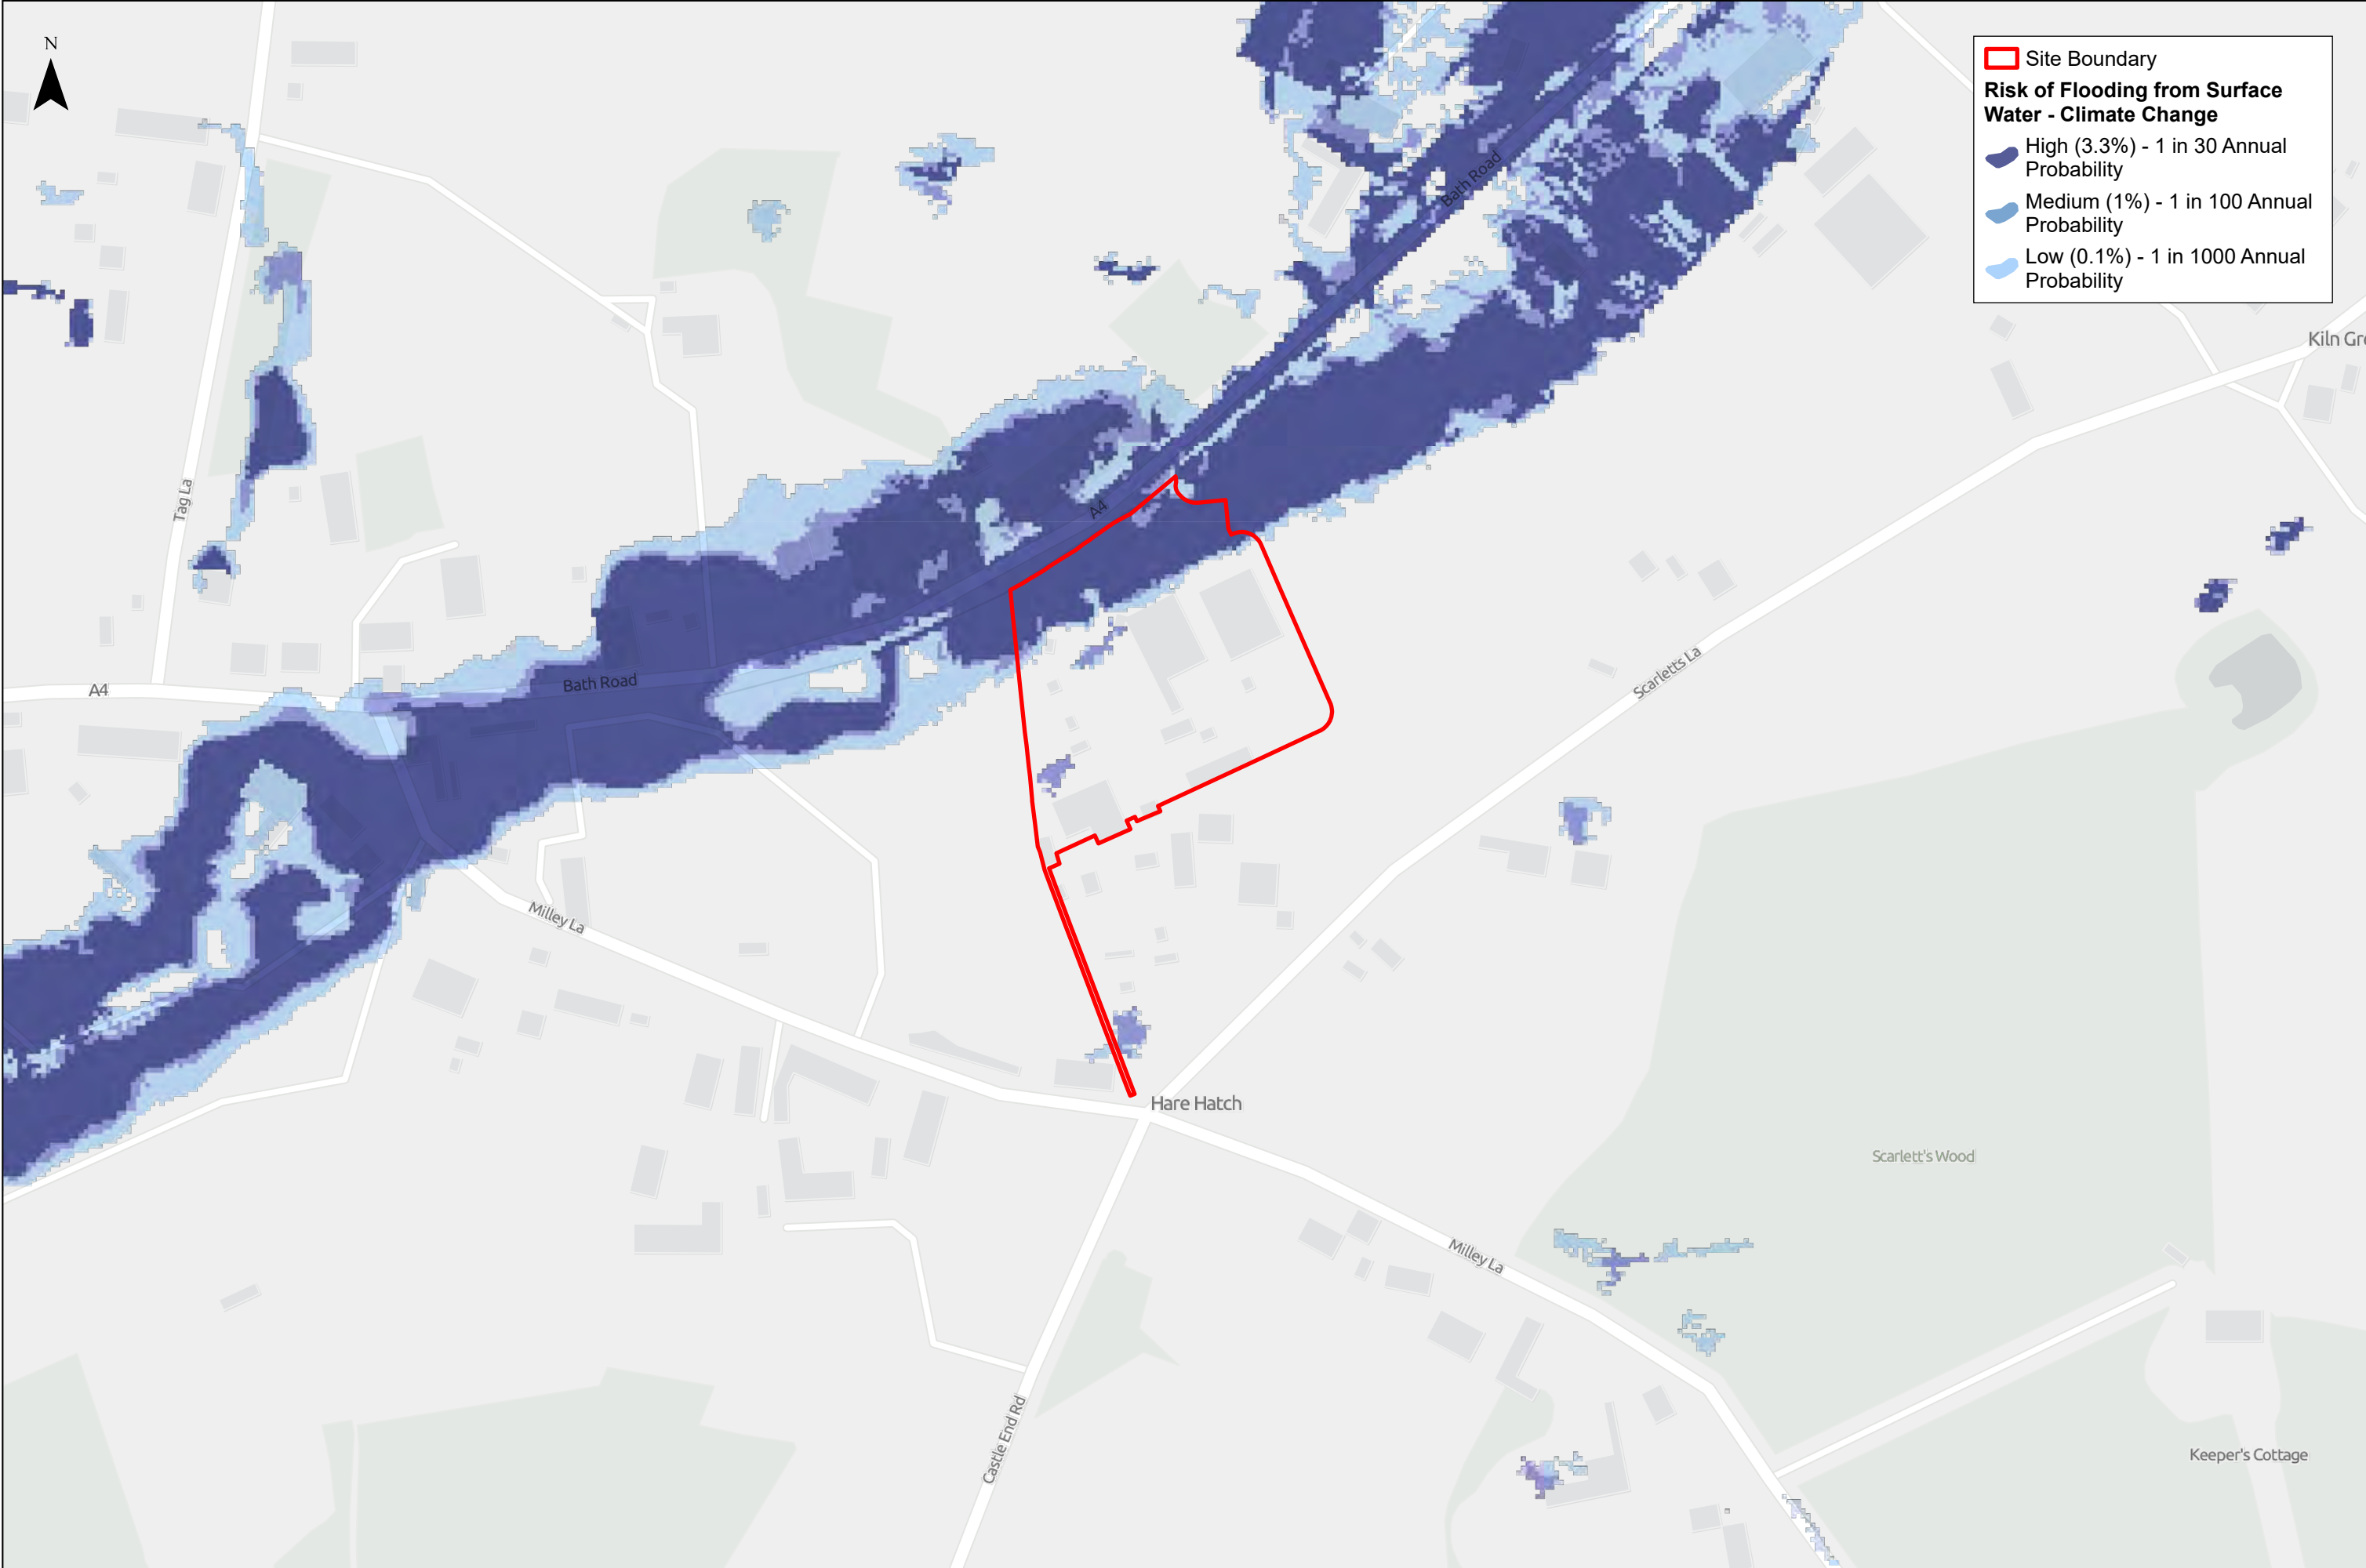 N
Site Boundary
Risk of Flooding from Surface
Water - Climate Change
High (3.3%) - 1 in 30 Annual
Probability
Medium (1%) - 1 in 100 Annual
Probability
Low (0.1%) - 1 in 1000 Annual
Probability
Bath Road
Kiln Gre
Tag La
A4
A4
Bath Road
Scarletts La
Milley La
Hare Hatch
Scarlett's Wood
Milley La
Castle End Rd
Keeper's Cottage